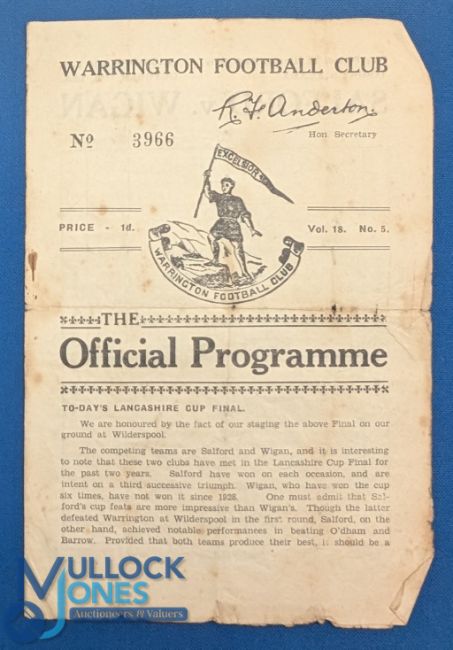 WARRINGTON FOOTBALL CLUB
R. F. Anderton.
Hon Secretary
Nº 3966
EXCELSIOR
PRICE - 1d.
Vol. 18. No. 5.
WARRINGTON FOOTBALL CLUB
THE
Official Programme
TO-DAY'S LANCASHIRE CUP FINAL.
We are honoured by the fact of our staging the above Final on our
ground at Wilderspool.
The competing teams are Salford and Wigan, and it is interesting
to note that these two clubs have met in the Lancashire Cup Final for
the past two years. Salford have won on each occasion, and are
intent on a third successive triumph. Wigan, who have won the cup
six times, have not won it since 1928. One must admit that Sal-
ford's cup feats are more impressive than Wigan's. Though the latter
defeated Warrington at Wilderspool in the first round, Salford, on the
other hand, achieved notable performances in beating O'dham and
Barrow. Provided that both teams produce their best, it should be a
MULLOCK
JONES
Auctioneers & Valuers